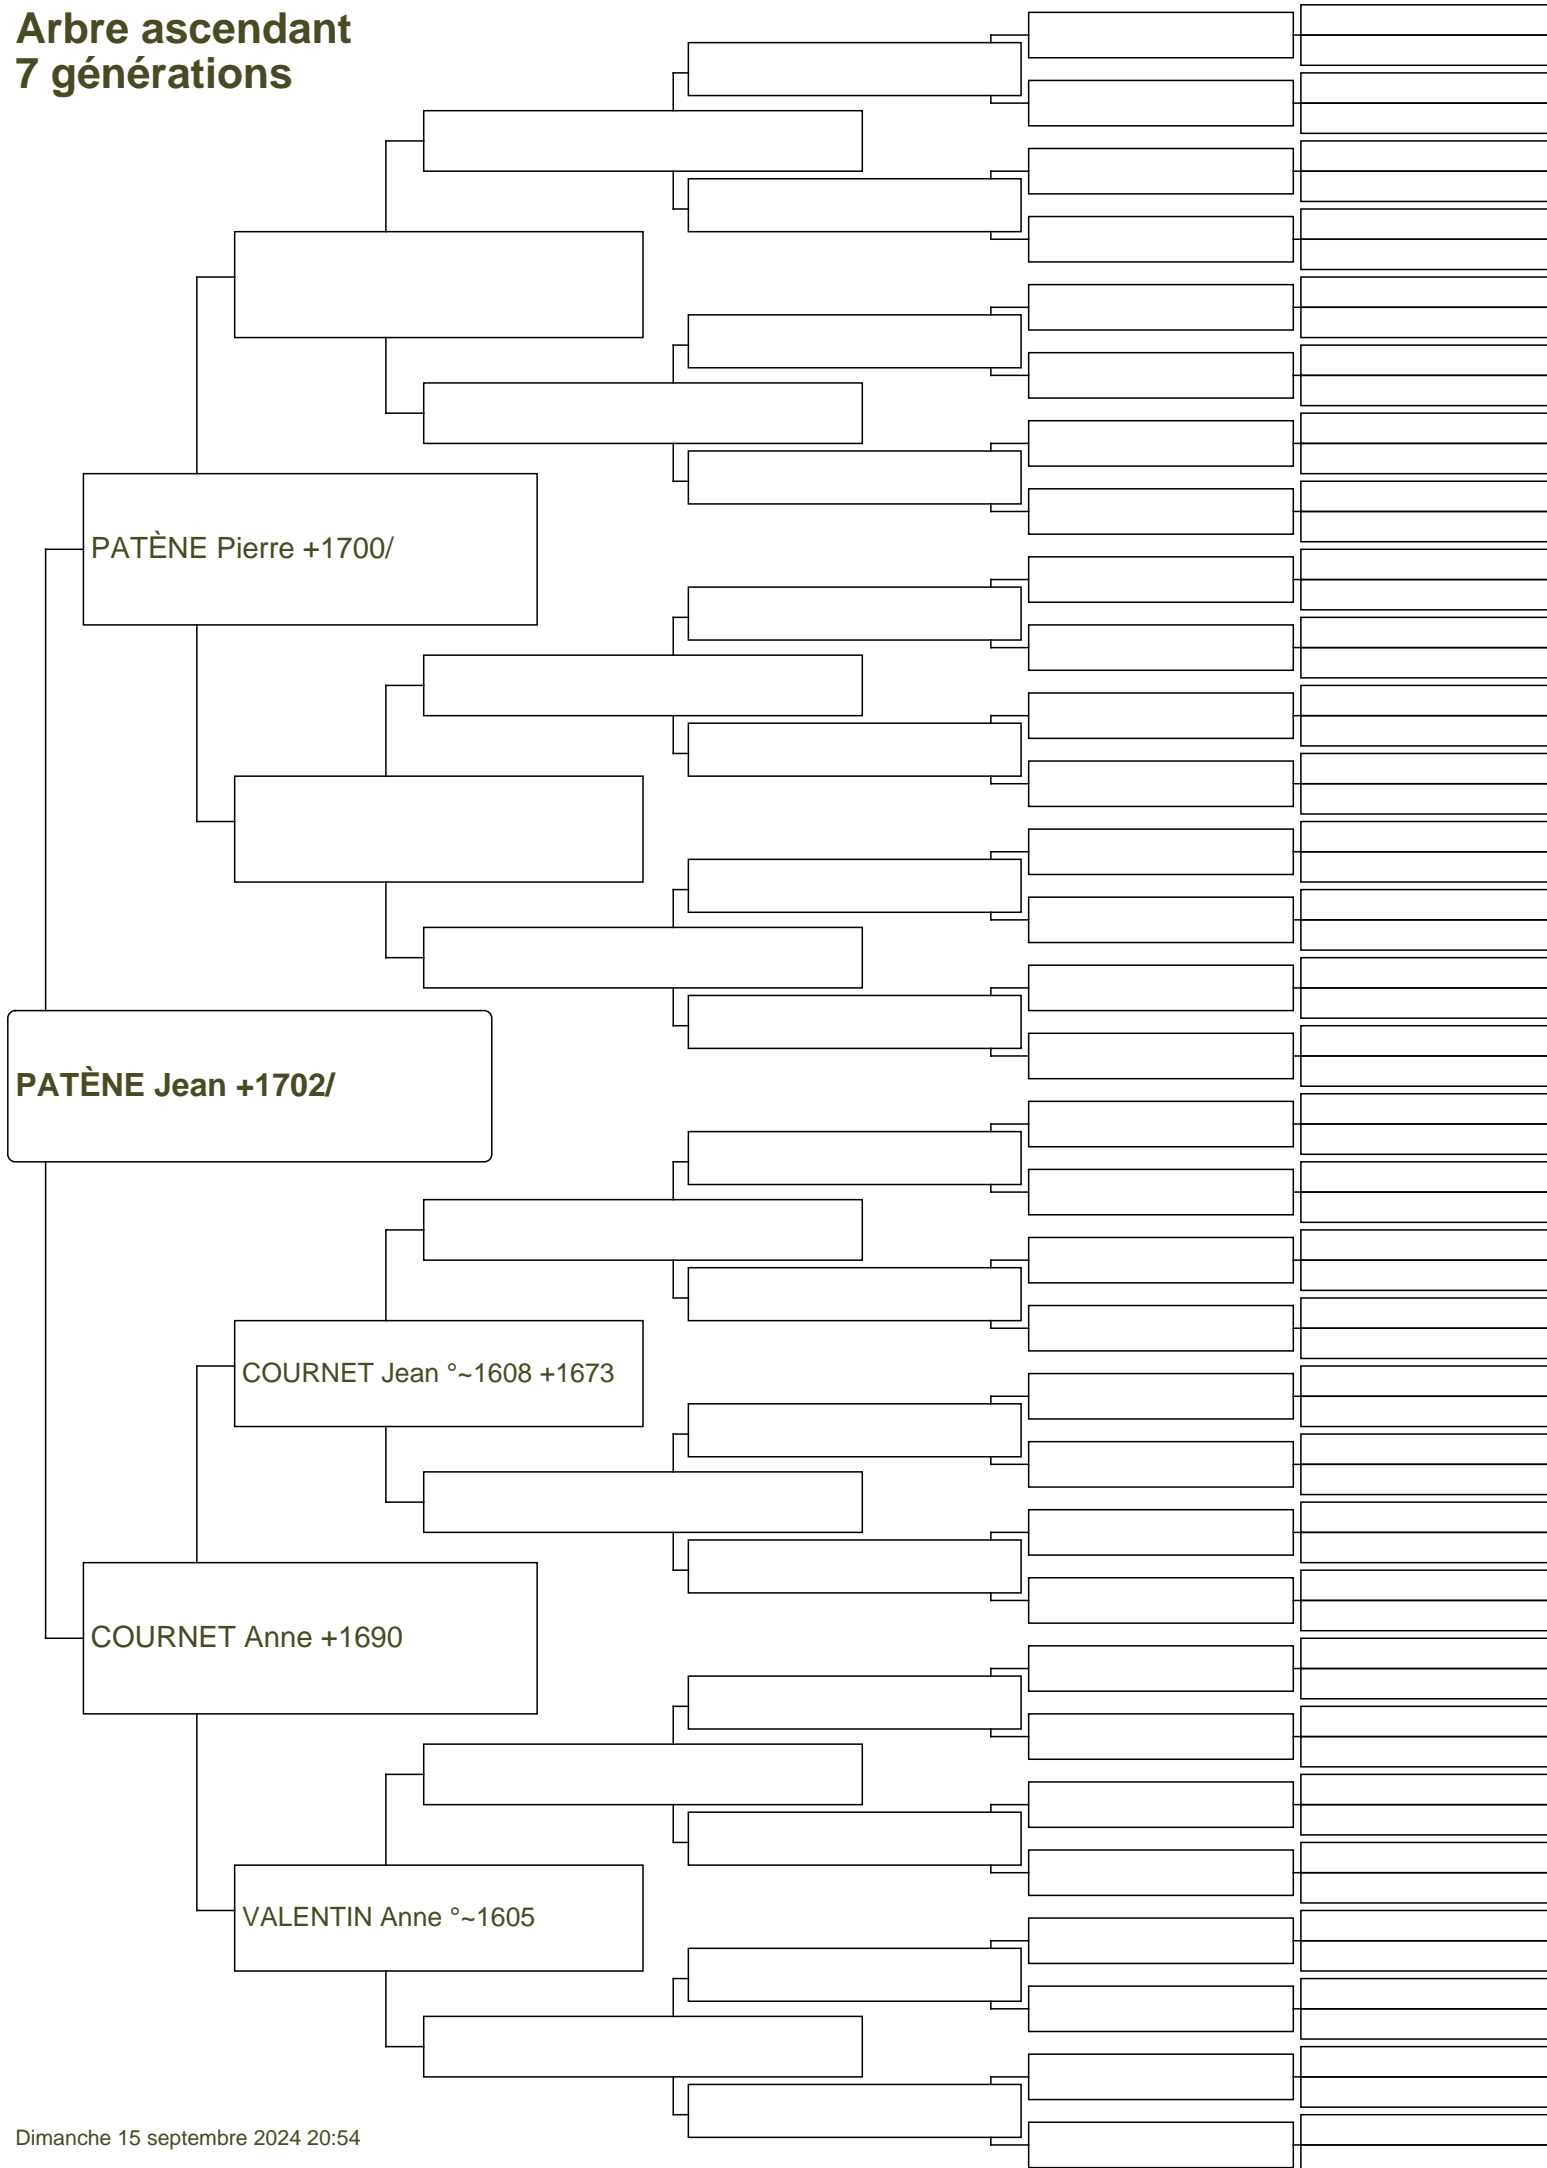 Arbre ascendant
7 générations
PATÈNE Pierre +1700/
PATÈNE Jean +1702/
COURNET Jean °~1608 +1673
COURNET Anne +1690
VALENTIN Anne °~1605
Dimanche 15 septembre 2024 20:54